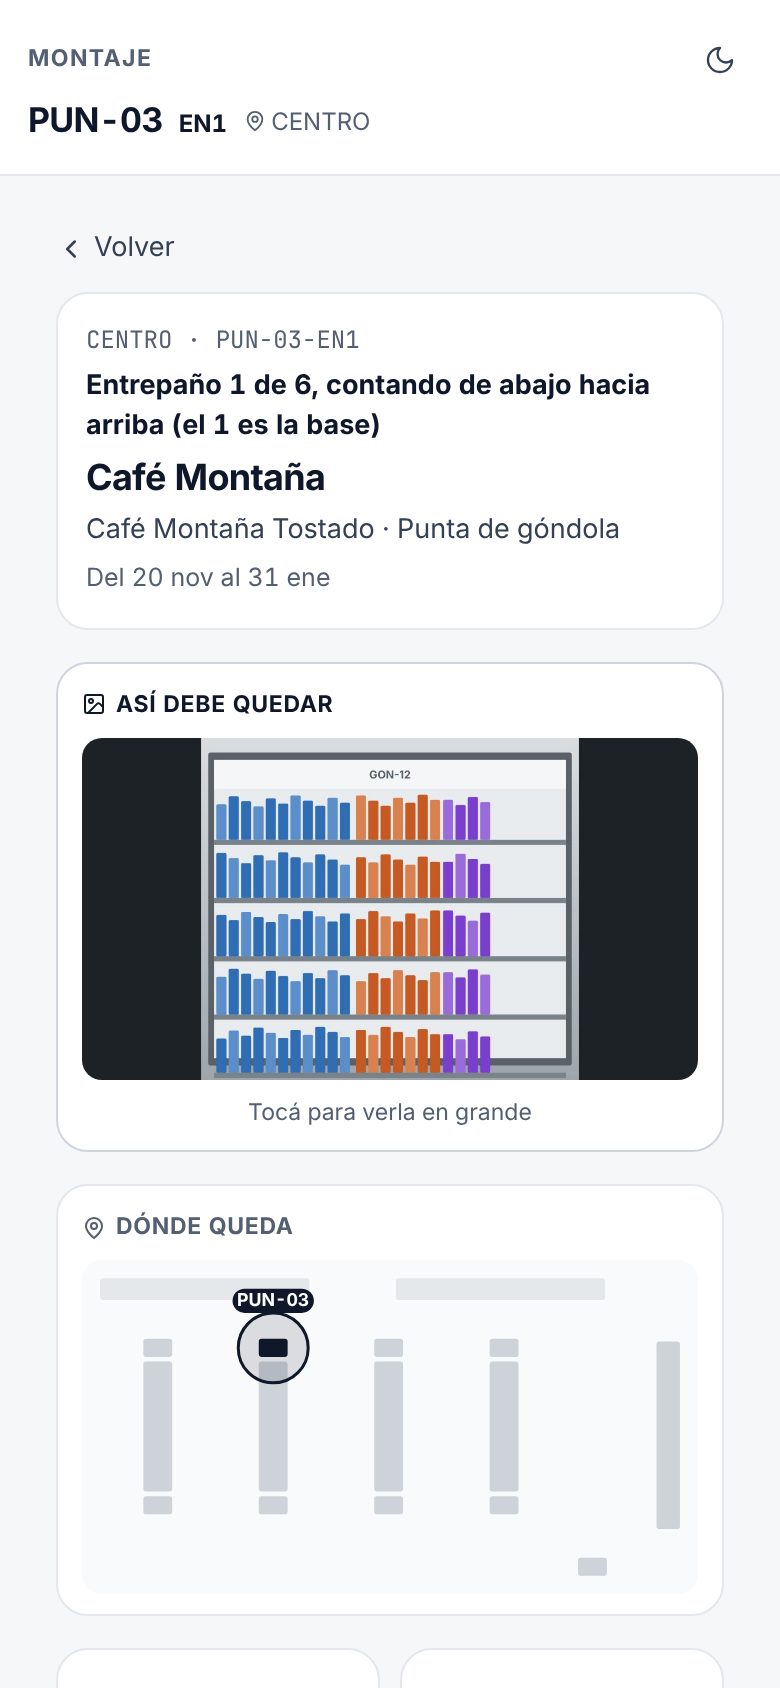 MONTAJE
PUN-03 EN1 CENTRO
Volver
CENTRO · PUN-03-EN1
Entrepaño 1 de 6, contando de abajo hacia
arriba (el 1 es la base)
Café Montaña
Café Montaña Tostado · Punta de góndola
Del 20 nov al 31 ene
ASÍ DEBE QUEDAR
GON-12
Tocá para verla en grande
DÓNDE QUEDA
PUN-03